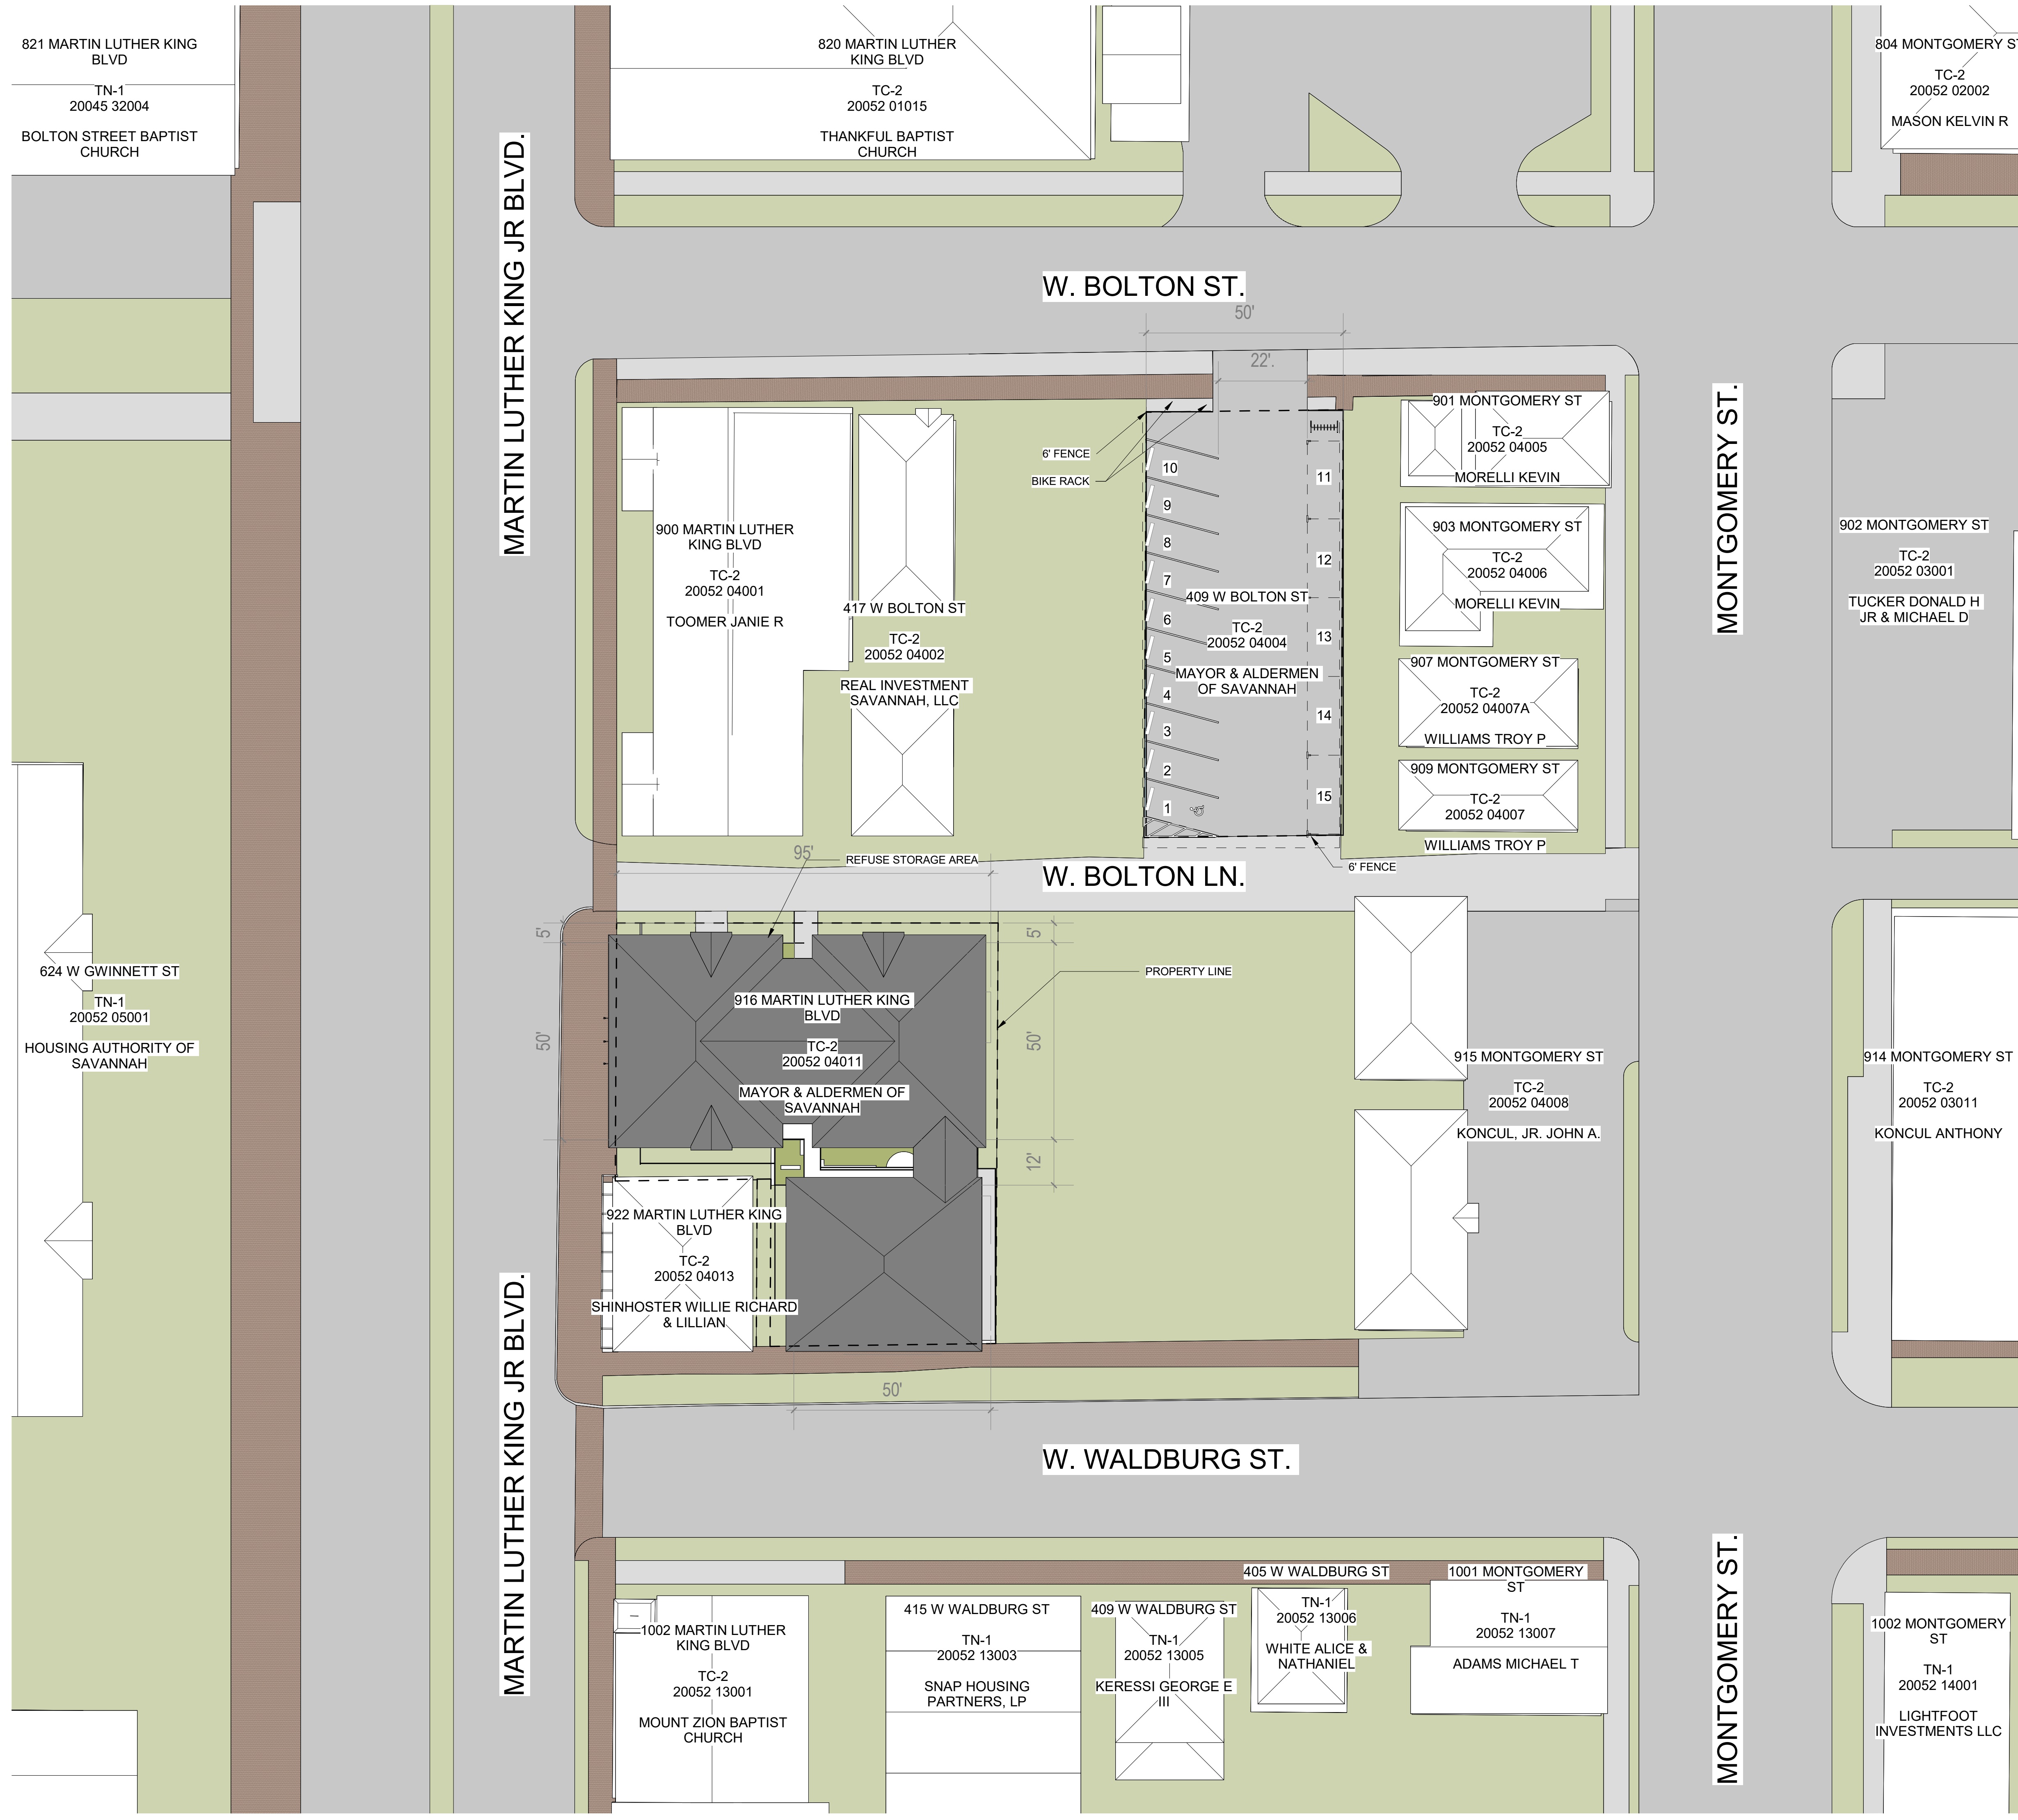 821 MARTIN LUTHER KING
BLVD
TN-1
20045 32004
BOLTON STREET BAPTIST
CHURCH
820 MARTIN LUTHER
KING BLVD
TC-2
20052 01015
THANKFUL BAPTIST
CHURCH
804 MONTGOMERY ST
TC-2
20052 02002
MASON KELVIN R
MARTIN LUTHER KING JR BLVD.
W. BOLTON ST.
50'
22'.
MONTGOMERY ST.
6' FENCE
BIKE RACK
900 MARTIN LUTHER
KING BLVD
TC-2
20052 04001
TOOMER JANIE R
417 W BOLTON ST
TC-2
20052 04002
REAL INVESTMENT
SAVANNAH, LLC
10
9
8
7
6
5
4
3
2
1
409 W BOLTON ST
TC-2
20052 04004
MAYOR & ALDERMEN
OF SAVANNAH
11
12
13
14
15
901 MONTGOMERY ST
TC-2
20052 04005
MORELLI KEVIN
903 MONTGOMERY ST
TC-2
20052 04006
MORELLI KEVIN
907 MONTGOMERY ST
TC-2
20052 04007A
WILLIAMS TROY P
909 MONTGOMERY ST
TC-2
20052 04007
WILLIAMS TROY P
902 MONTGOMERY ST
TC-2
20052 03001
TUCKER DONALD H
JR & MICHAEL D
95'
REFUSE STORAGE AREA
W. BOLTON LN.
6' FENCE
5'
5'
PROPERTY LINE
624 W GWINNETT ST
TN-1
20052 05001
HOUSING AUTHORITY OF
SAVANNAH
50'
916 MARTIN LUTHER KING
BLVD
TC-2
20052 04011
MAYOR & ALDERMEN OF
SAVANNAH
50'
12'
915 MONTGOMERY ST
TC-2
20052 04008
KONCUL, JR. JOHN A.
914 MONTGOMERY ST
TC-2
20052 03011
KONCUL ANTHONY
922 MARTIN LUTHER KING
BLVD
TC-2
20052 04013
SHINHOSTER WILLIE RICHARD
& LILLIAN
50'
MARTIN LUTHER KING JR BLVD.
W. WALDBURG ST.
MONTGOMERY ST.
1002 MARTIN LUTHER
KING BLVD
TC-2
20052 13001
MOUNT ZION BAPTIST
CHURCH
415 W WALDBURG ST
TN-1
20052 13003
SNAP HOUSING
PARTNERS, LP
409 W WALDBURG ST
TN-1
20052 13005
KERESSI GEORGE E
III
405 W WALDBURG ST
TN-1
20052 13006
WHITE ALICE &
NATHANIEL
1001 MONTGOMERY
ST
TN-1
20052 13007
ADAMS MICHAEL T
1002 MONTGOMERY
ST
TN-1
20052 14001
LIGHTFOOT
INVESTMENTS LLC